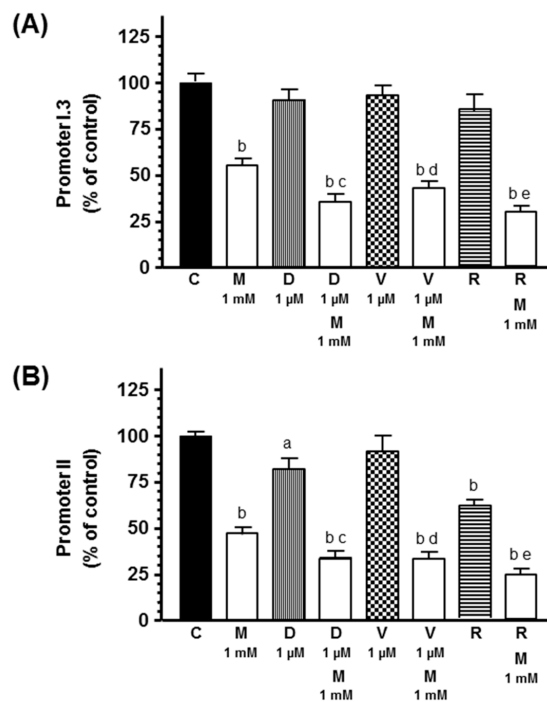 (A)
Promoter I.3
(% of control)
125
100
75
50
25
0
b
b c
b d
b e
C M D D V V R R
1 mM 1 µM 1 µM 1 µM 1 µM M
M M 1 mM
1 mM 1 mM
(B)
Promoter II
(% of control)
125
100
75
50
25
0
b
a
b c
b d
b
b e
C M D D V V R R
1 mM 1 µM 1 µM 1 µM 1 µM M
M M 1 mM
1 mM 1 mM